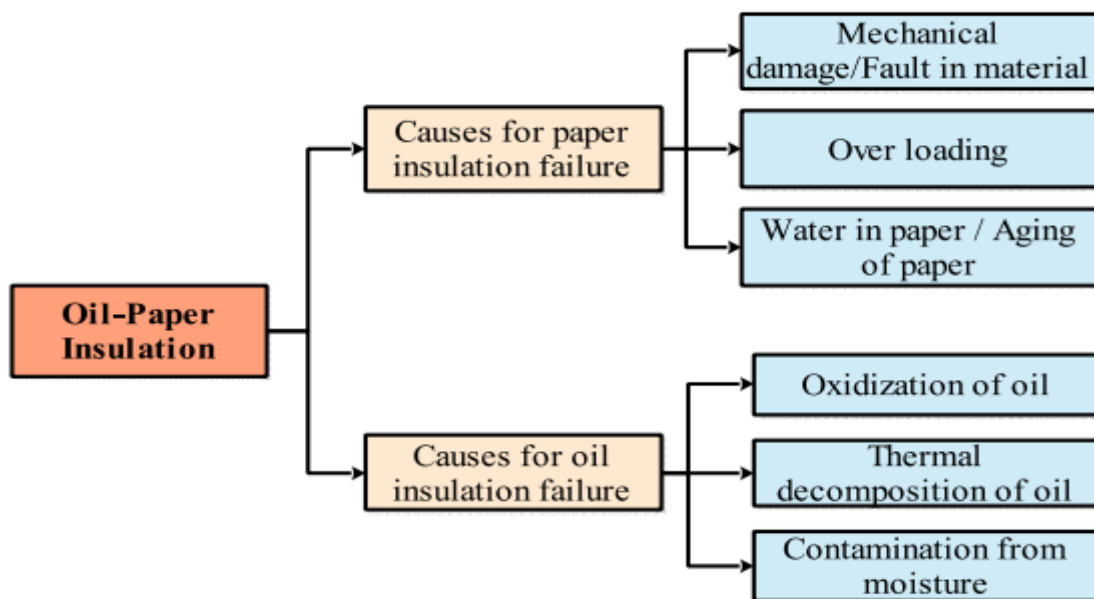 Mechanical
damage/Fault in material
Causes for paper
insulation failure
Over loading
Water in paper / Aging
of paper
Oil-Paper
Insulation
Oxidization of oil
Causes for oil
insulation failure
Thermal
decomposition of oil
Contamination from
moisture